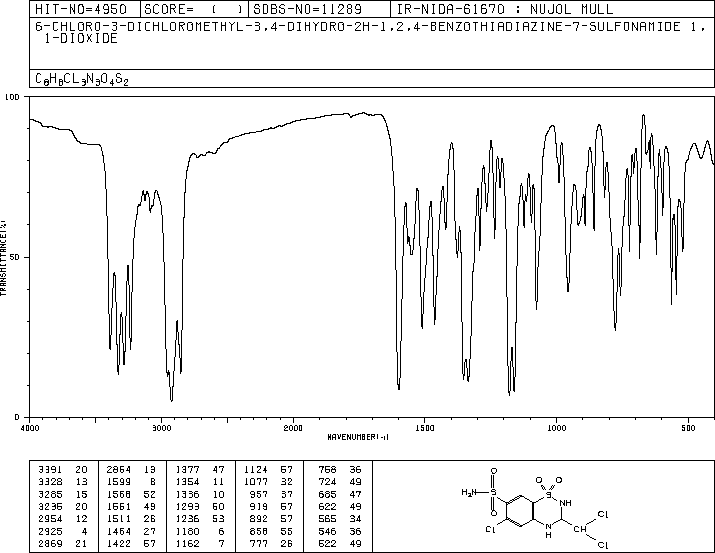 HIT-NO=4950 SCORE= ( ) SDBS-NO=11289 IR-NIDA-61670 : NUJOL MULL
6-CHLORO-3-DICHLOROMETHYL-3,4-DIHYDRO-2H-1,2,4-BENZOTHIADIAZINE-7-SULFONAMIDE 1,
1-DIOXIDE
C8H8CL3N3O4S2
100
50
0
TRANSMITTANCE(%)
4000 3000 2000 1500 1000 500
WAVENUMBER(-1)
3391 20 2854 13 1377 47 1124 57 758 36
3328 13 1599 8 1354 11 1077 32 724 49
3285 15 1568 52 1336 10 957 37 685 47
3235 20 1551 49 1293 50 919 57 622 49
2954 12 1511 26 1236 53 892 57 565 34
2925 4 1464 27 1180 6 858 55 546 36
2869 21 1422 57 1162 7 777 26 522 49
O O O
H2N S S NH
O
Cl NH CH Cl
Cl